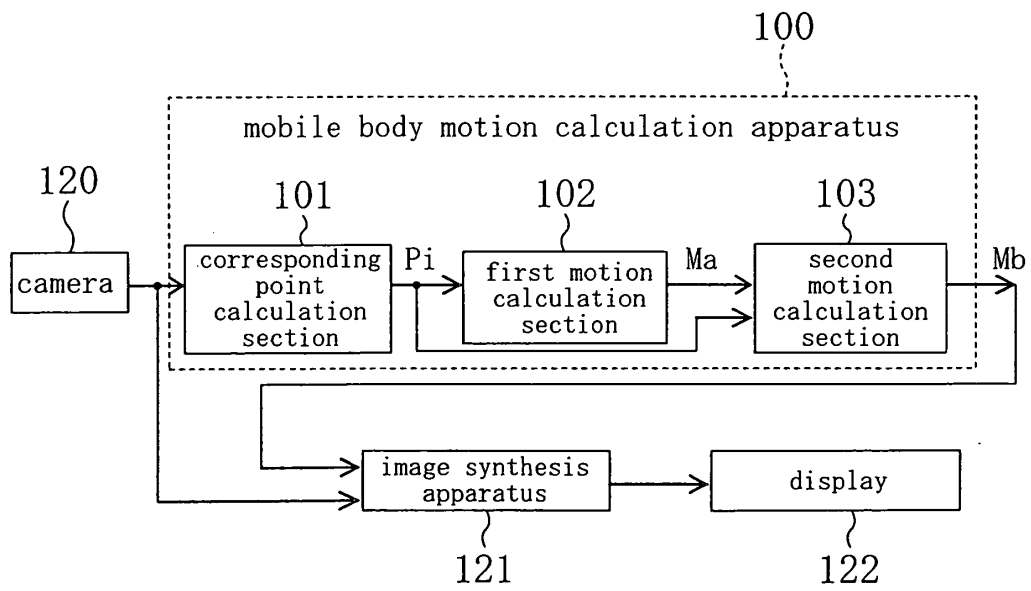 100
mobile body motion calculation apparatus
120
101
102
103
camera
corresponding
point
calculation
section
Pi
first motion
calculation
section
Ma
second
motion
calculation
section
Mb
image synthesis
apparatus
display
121
122